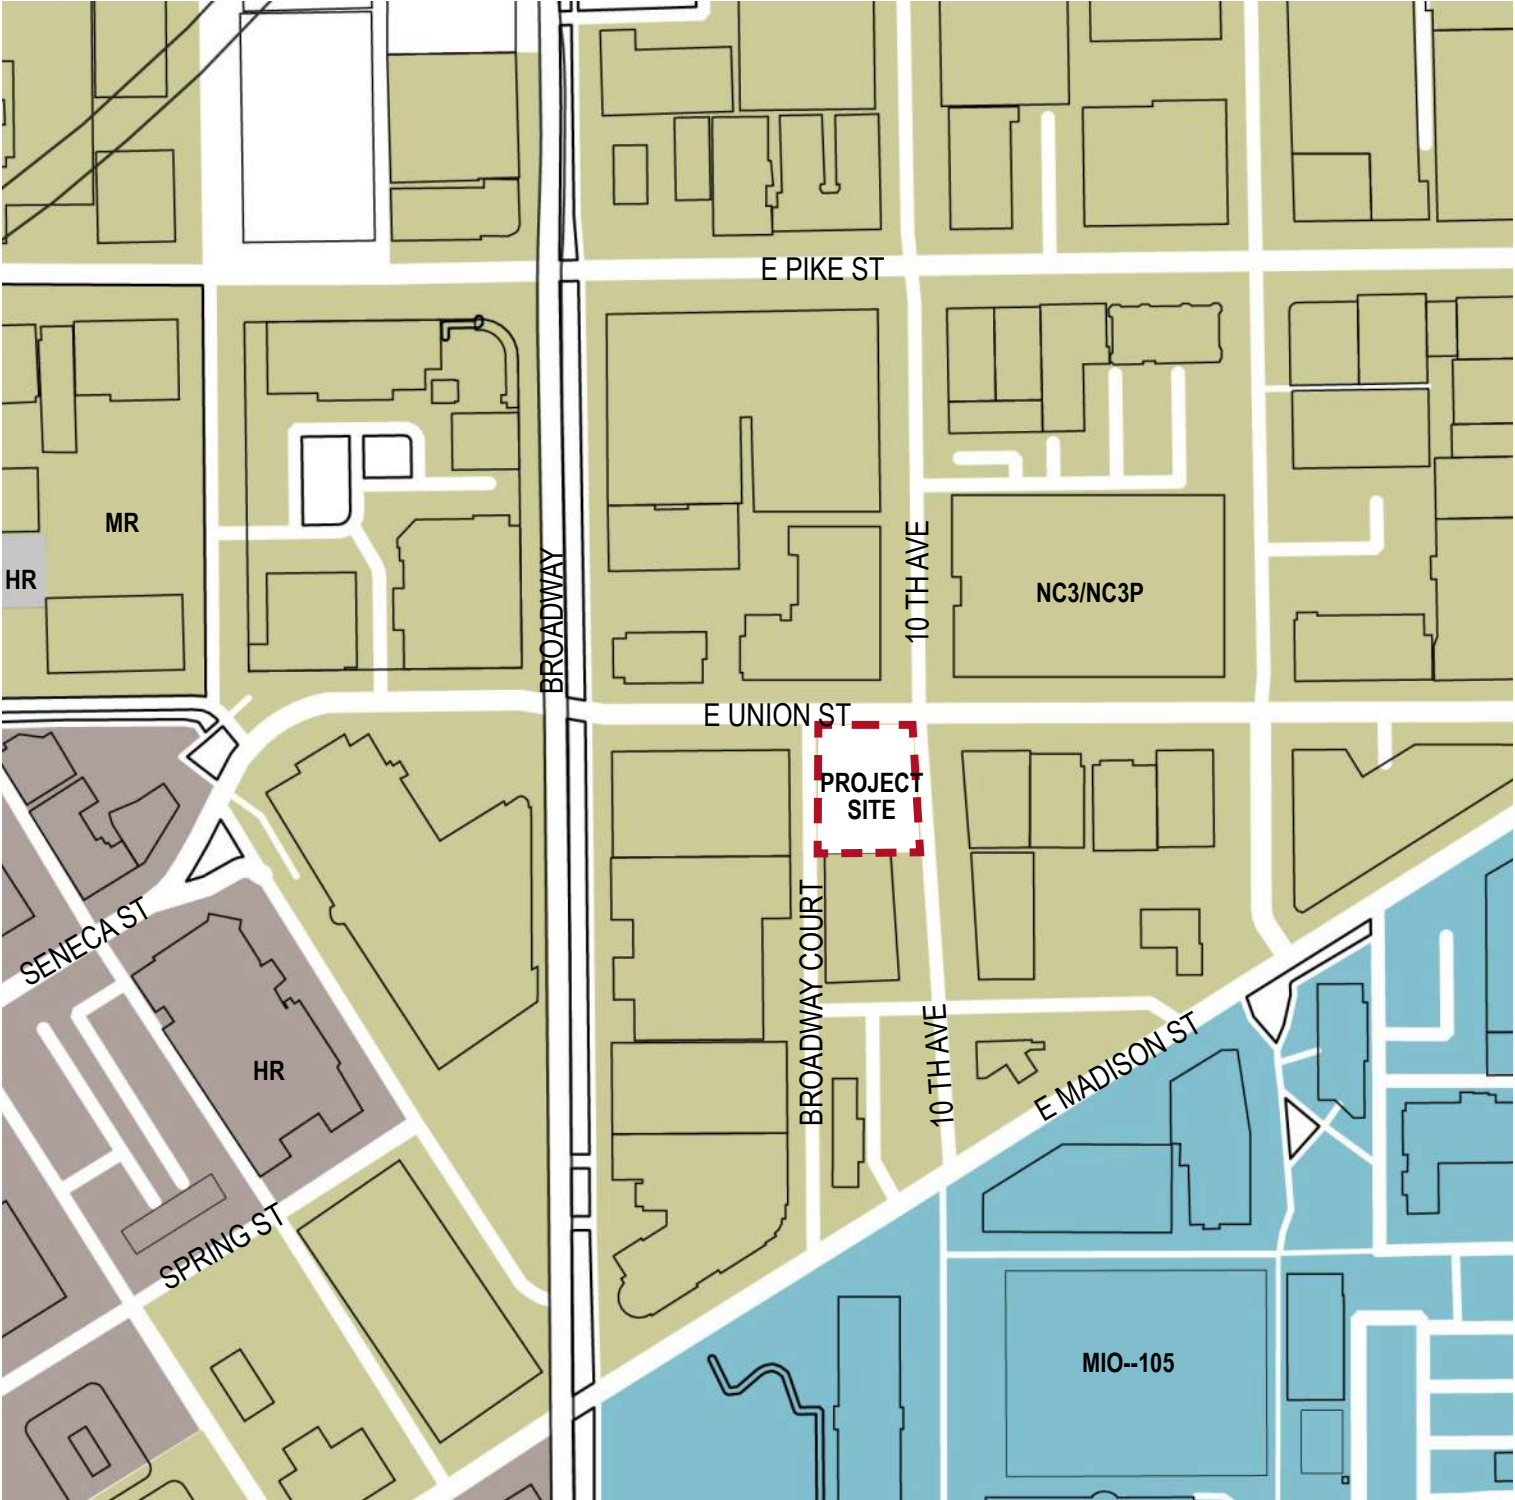 E PIKE ST
MR
HR
BROADWAY
10 TH AVE
NC3/NC3P
E UNION ST
PROJECT
SITE
SENECA ST
BROADWAY COURT
HR
10 TH AVE
E MADISON ST
SPRING ST
MIO--105